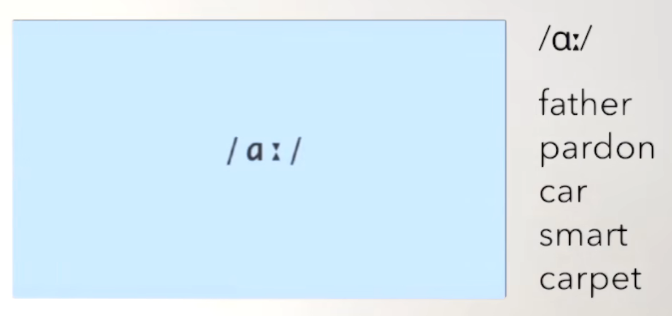 /ɑː/
/ɑː/
father
pardon
car
smart
carpet